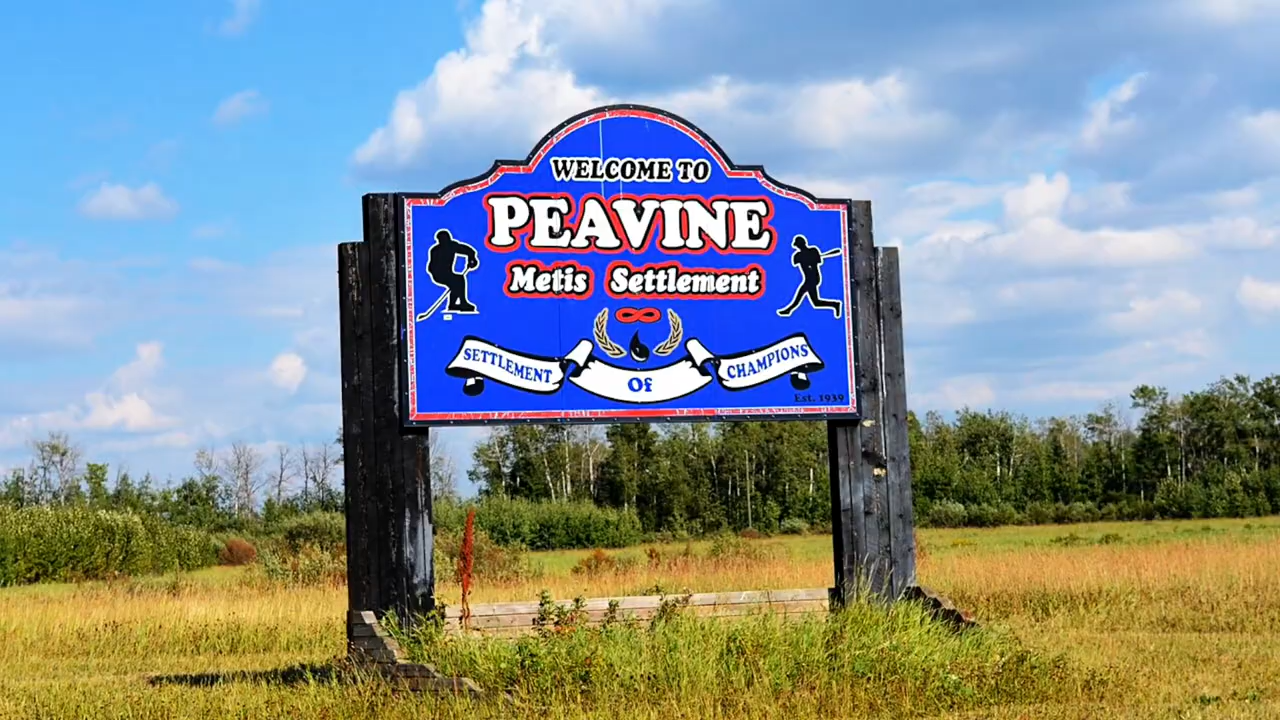 WELCOME TO
PEAVINE
Metis Settlement
SETTLEMENT Of CHAMPIONS
Est. 1939